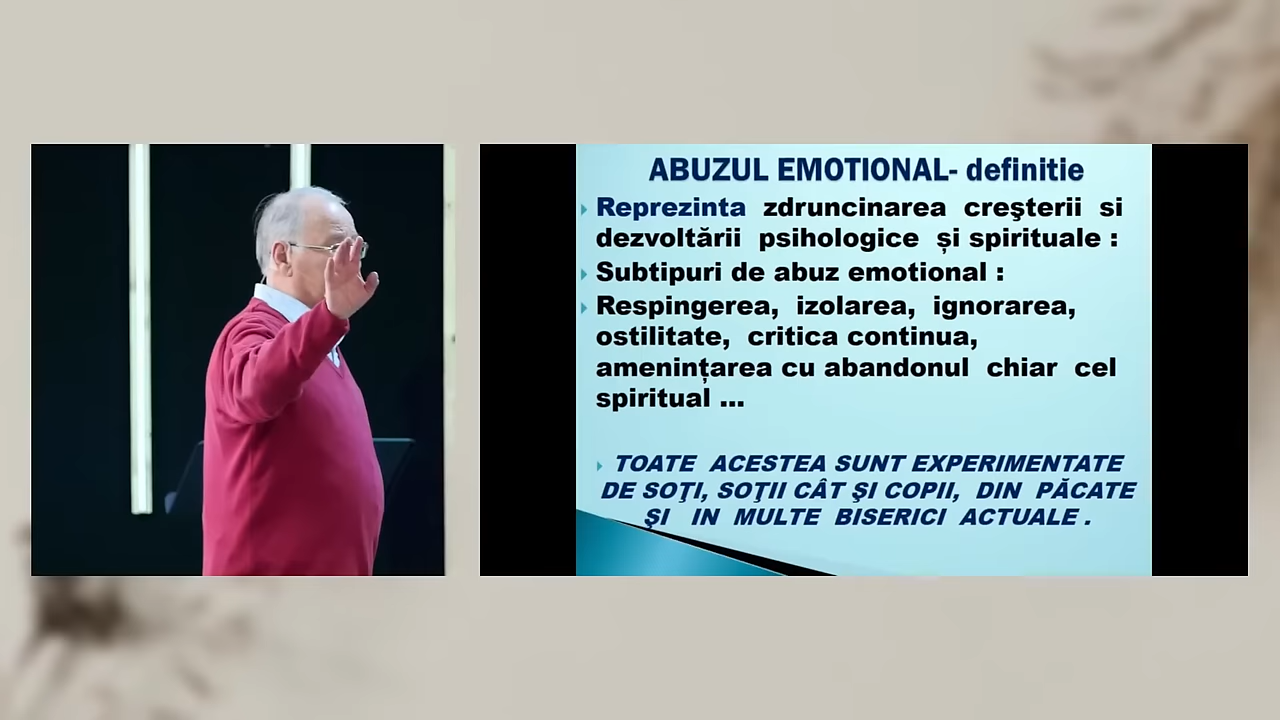 ABUZUL EMOTIONAL- definitie
Reprezinta zdruncinarea creşterii si
dezvoltării psihologice și spirituale :
Subtipuri de abuz emotional :
Respingerea, izolarea, ignorarea,
ostilitate, critica continua,
amenințarea cu abandonul chiar cel
spiritual ...
TOATE ACESTEA SUNT EXPERIMENTATE
DE SOŢI, SOŢII CÂT ŞI COPII, DIN PĂCATE
ŞI IN MULTE BISERICI ACTUALE .